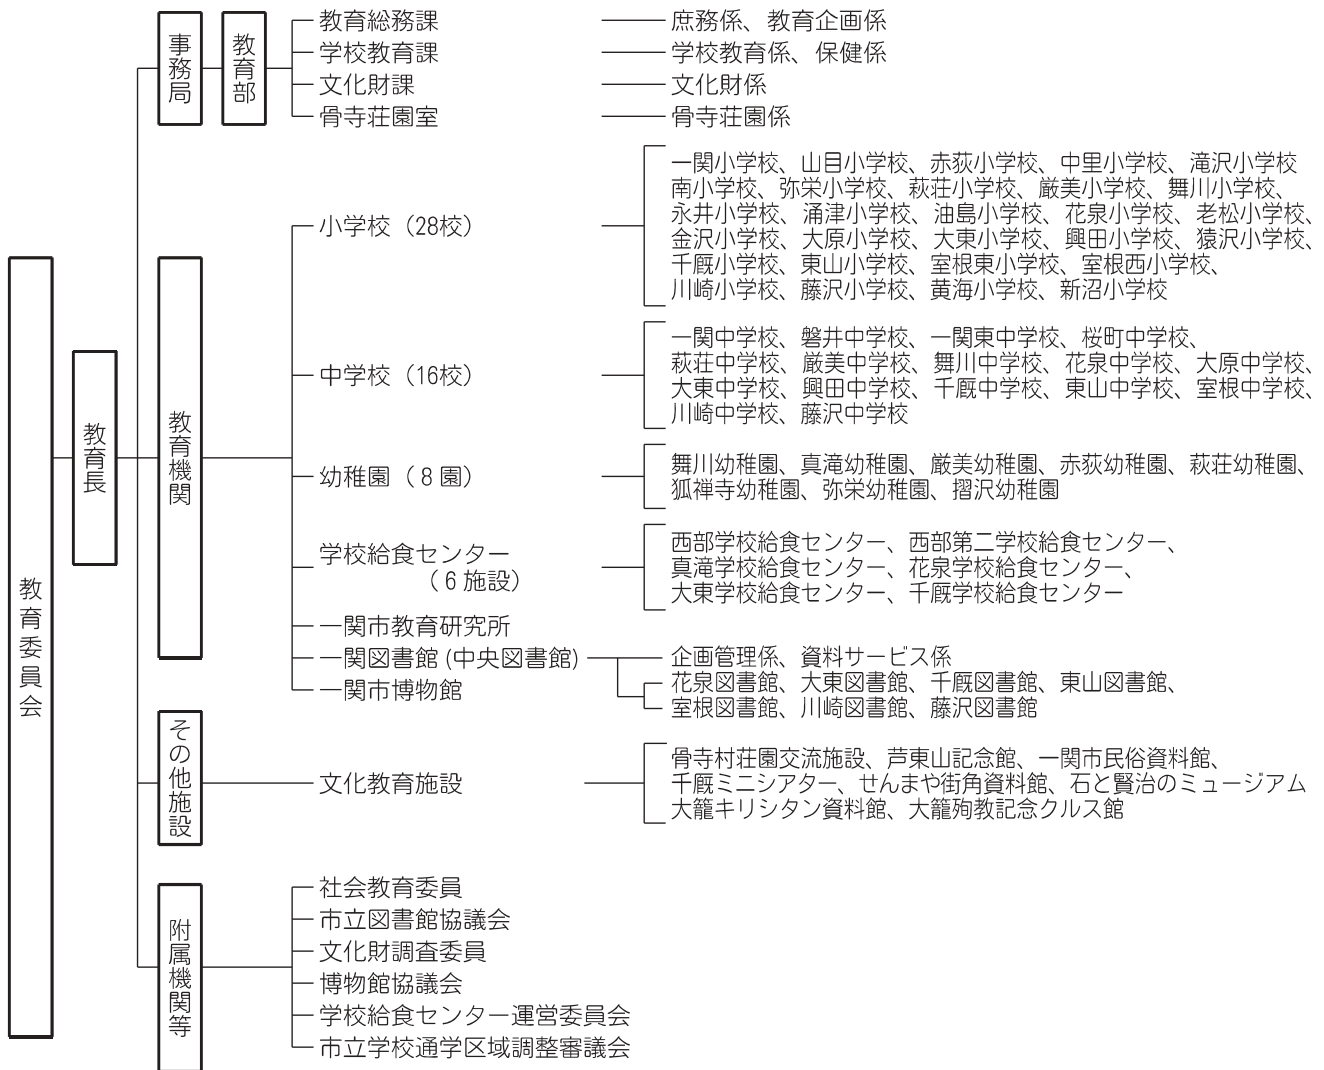 教育委員会
教育長
事務局
教育部
教育総務課 庶務係、教育企画係
学校教育課 学校教育係、保健係
文化財課 文化財係
骨寺荘園室 骨寺荘園係
教育機関
小学校（28校）
一関小学校、山目小学校、赤荻小学校、中里小学校、滝沢小学校
南小学校、弥栄小学校、萩荘小学校、厳美小学校、舞川小学校、
永井小学校、涌津小学校、油島小学校、花泉小学校、老松小学校、
金沢小学校、大原小学校、大東小学校、興田小学校、猿沢小学校、
千厩小学校、東山小学校、室根東小学校、室根西小学校、
川崎小学校、藤沢小学校、黄海小学校、新沼小学校
中学校（16校）
一関中学校、磐井中学校、一関東中学校、桜町中学校、
萩荘中学校、厳美中学校、舞川中学校、花泉中学校、大原中学校、
大東中学校、興田中学校、千厩中学校、東山中学校、室根中学校、
川崎中学校、藤沢中学校
幼稚園（８園）
舞川幼稚園、真滝幼稚園、厳美幼稚園、赤荻幼稚園、萩荘幼稚園、
狐禅寺幼稚園、弥栄幼稚園、摺沢幼稚園
学校給食センター
（６施設）
西部学校給食センター、西部第二学校給食センター、
真滝学校給食センター、花泉学校給食センター、
大東学校給食センター、千厩学校給食センター
一関市教育研究所
一関図書館(中央図書館) 企画管理係、資料サービス係
花泉図書館、大東図書館、千厩図書館、東山図書館、
室根図書館、川崎図書館、藤沢図書館
一関市博物館
その他施設
文化教育施設
骨寺村荘園交流施設、芦東山記念館、一関市民俗資料館、
千厩ミニシアター、せんまや街角資料館、石と賢治のミュージアム
大籠キリシタン資料館、大籠殉教記念クルス館
附属機関等
社会教育委員
市立図書館協議会
文化財調査委員
博物館協議会
学校給食センター運営委員会
市立学校通学区域調整審議会